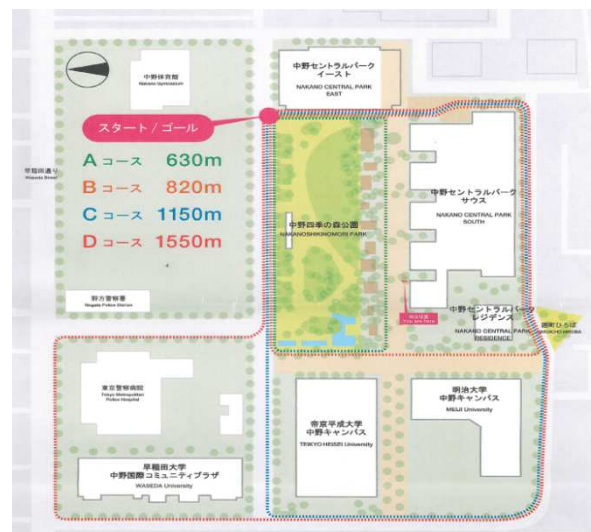 中野体育館
Nakano Gymnasium
中野セントラルパーク
イースト
NAKANO CENTRAL PARK
EAST
スタート / ゴール
A コース 630m
B コース 820m
C コース 1150m
D コース 1550m
早稲田通り
Waseda Street
中野四季の森公園
NAKANOSHIKINOMORI PARK
中野セントラルパーク
サウス
NAKANO CENTRAL PARK
SOUTH
野方警察署
Nogata Police Station
中野セントラルパーク
レジデンス
NAKANO CENTRAL PARK
RESIDENCE
囲町ひろば
東京警察病院
Tokyo Metropolitan
Police Hospital
帝京平成大学
中野キャンパス
TEIKYO HEISEI University
明治大学
中野キャンパス
MEIJI University
早稲田大学
中野国際コミュニティプラザ
WASEDA University